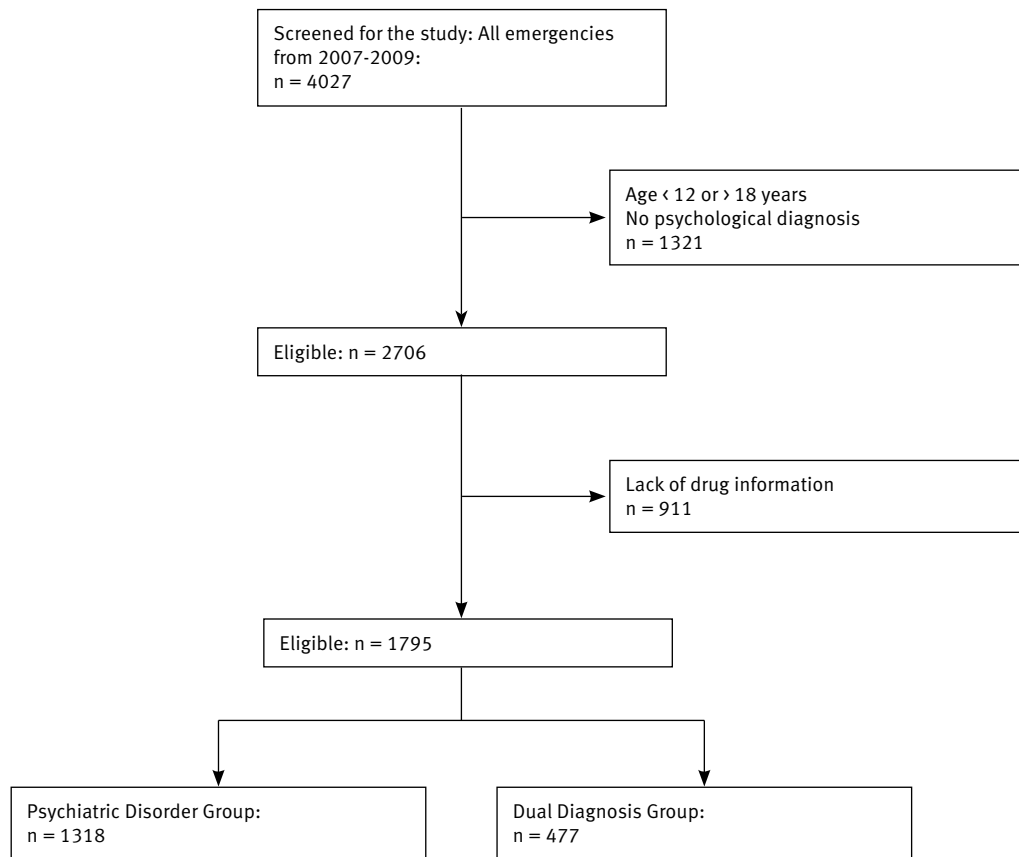 Screened for the study: All emergencies
from 2007-2009:
n = 4027
Age < 12 or > 18 years
No psychological diagnosis
n = 1321
Eligible: n = 2706
Lack of drug information
n = 911
Eligible: n = 1795
Psychiatric Disorder Group:
n = 1318
Dual Diagnosis Group:
n = 477